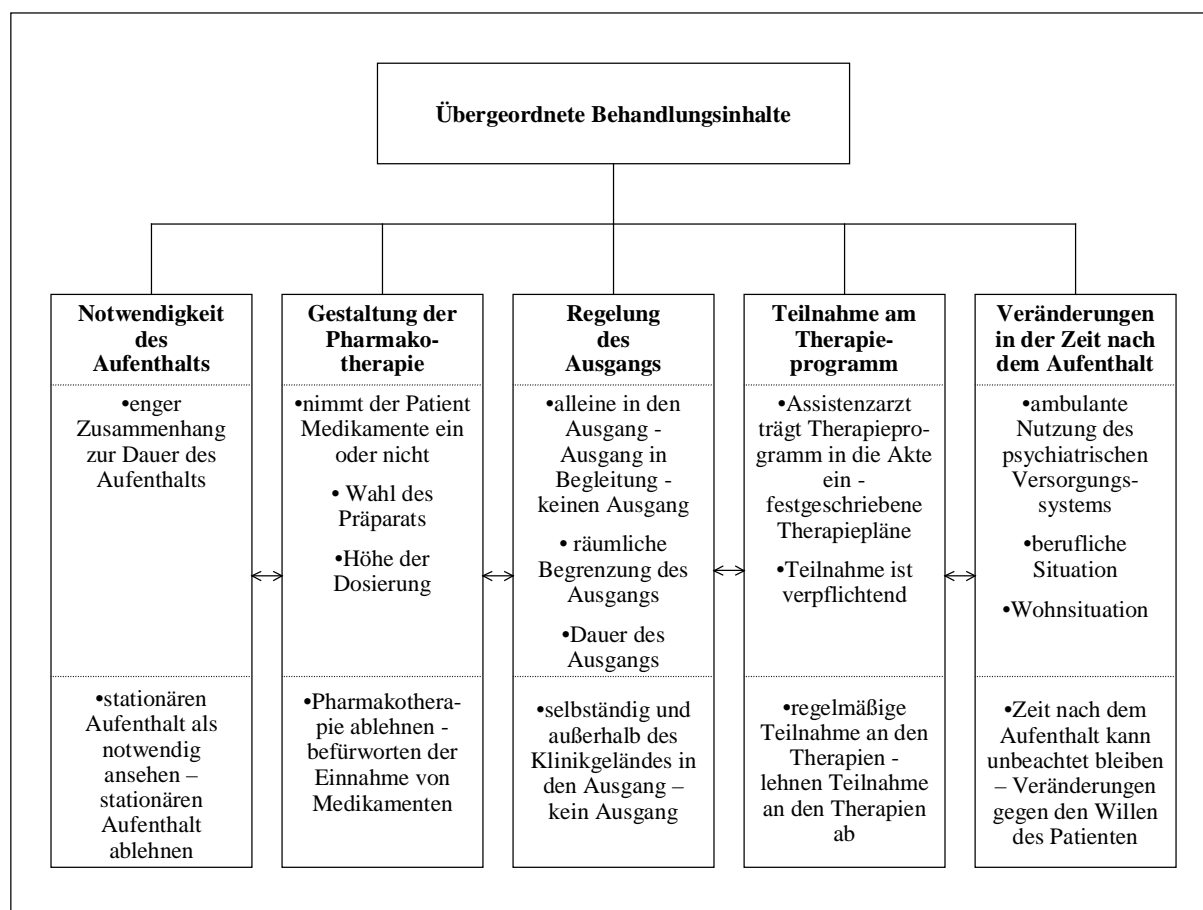 Übergeordnete Behandlungsinhalte
Notwendigkeit
des
Aufenthalts
•enger
Zusammenhang
zur Dauer des
Aufenthalts
•stationären
Aufenthalt als
notwendig
ansehen –
stationären
Aufenthalt
ablehnen
Gestaltung der
Pharmako-
therapie
•nimmt der Patient
Medikamente ein
oder nicht
• Wahl des
Präparats
•Höhe der
Dosierung
•Pharmakothera-
pie ablehnen -
befürworten der
Einnahme von
Medikamenten
Regelung
des
Ausgangs
•alleine in den
Ausgang -
Ausgang in
Begleitung -
keinen Ausgang
• räumliche
Begrenzung des
Ausgangs
•Dauer des
Ausgangs
•selbständig und
außerhalb des
Klinikgeländes in
den Ausgang –
kein Ausgang
Teilnahme am
Therapie-
programm
•Assistenzarzt
trägt Therapiepro-
gramm in die Akte
ein -
festgeschriebene
Therapiepläne
•Teilnahme ist
verpflichtend
•regelmäßige
Teilnahme an den
Therapien -
lehnen Teilnahme
an den Therapien
ab
Veränderungen
in der Zeit nach
dem Aufenthalt
•ambulante
Nutzung des
psychiatrischen
Versorgungs-
systems
•berufliche
Situation
•Wohnsituation
•Zeit nach dem
Aufenthalt kann
unbeachtet bleiben
– Veränderungen
gegen den Willen
des Patienten